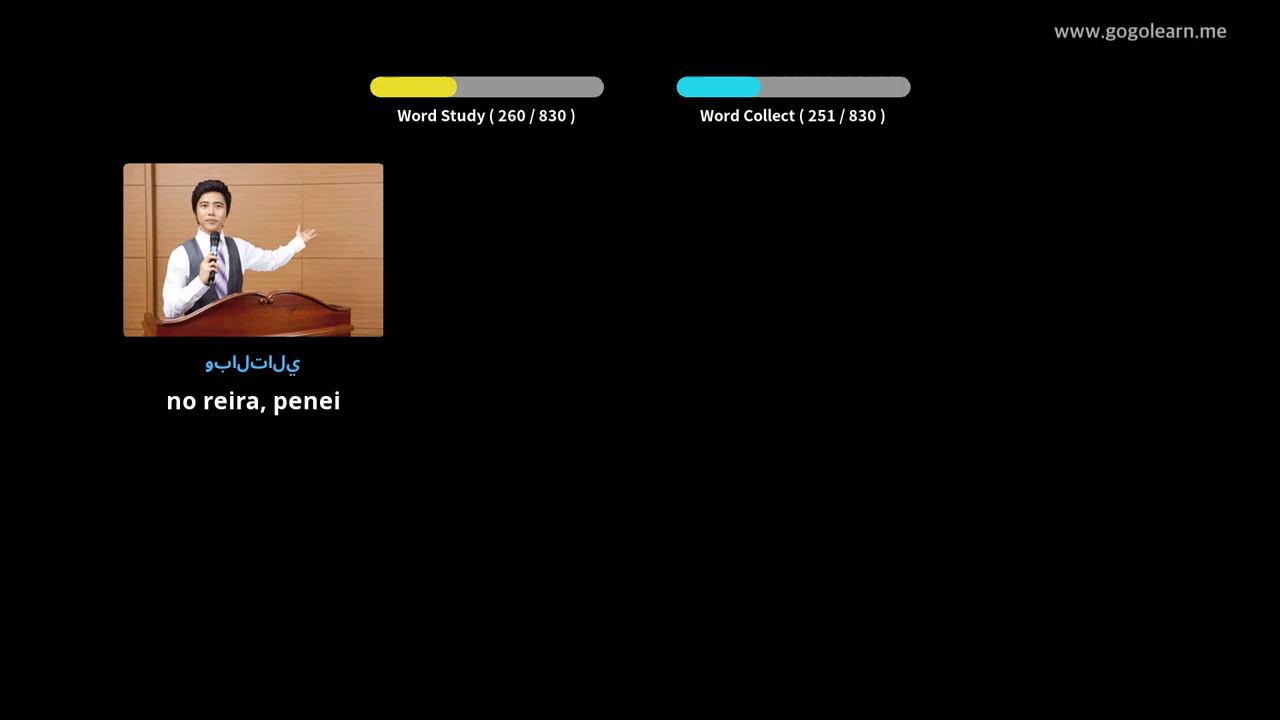 www.gogolearn.me
Word Study ( 260 / 830 )
Word Collect ( 251 / 830 )
وبالتالي
no reira, penei